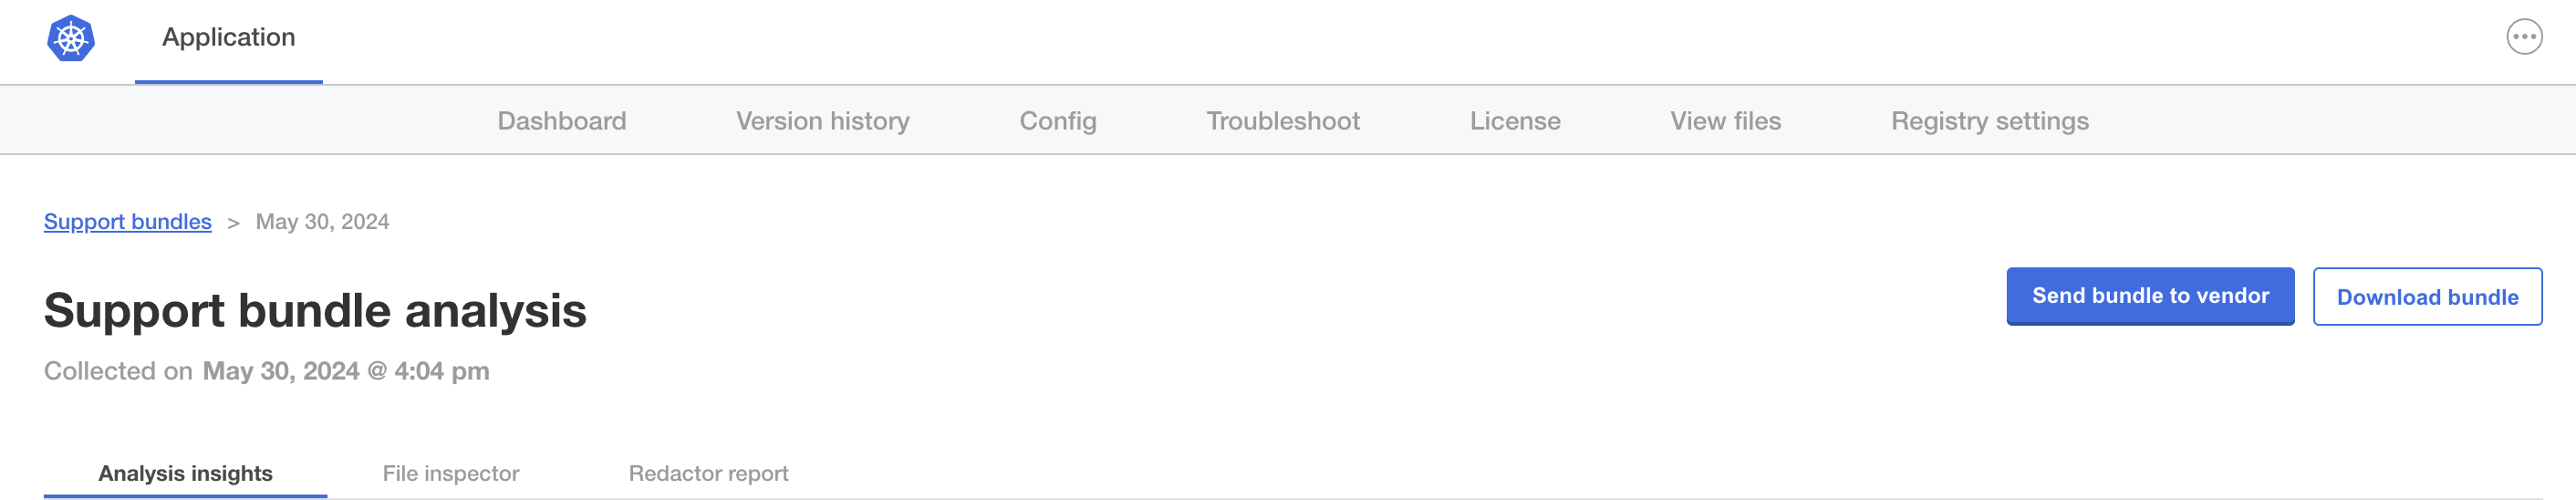 Application
Dashboard Version history Config Troubleshoot License View files Registry settings
Support bundles > May 30, 2024
Support bundle analysis
Send bundle to vendor Download bundle
Collected on May 30, 2024 @ 4:04 pm
Analysis insights File inspector Redactor report